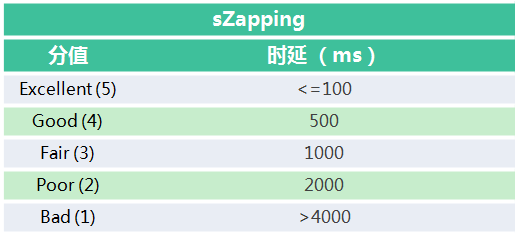 sZapping
分值 时延（ms）
Excellent (5) <=100
Good (4) 500
Fair (3) 1000
Poor (2) 2000
Bad (1) >4000